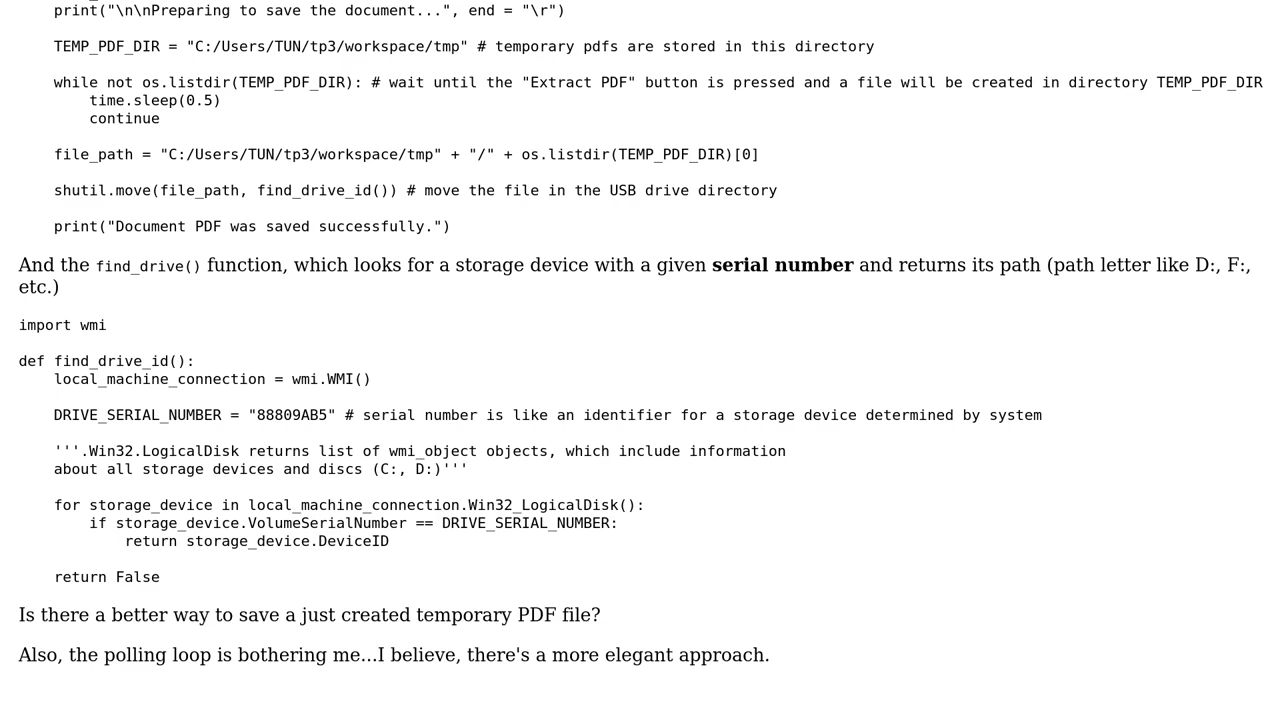 print("\n\nPreparing to save the document...", end = "\r")
TEMP_PDF_DIR = "C:/Users/TUN/tp3/workspace/tmp" # temporary pdfs are stored in this directory
while not os.listdir(TEMP_PDF_DIR): # wait until the "Extract PDF" button is pressed and a file will be created in directory TEMP_PDF_DIR
time.sleep(0.5)
continue
file_path = "C:/Users/TUN/tp3/workspace/tmp" + "/" + os.listdir(TEMP_PDF_DIR)[0]
shutil.move(file_path, find_drive_id()) # move the file in the USB drive directory
print("Document PDF was saved successfully.")
And the find_drive() function, which looks for a storage device with a given serial number and returns its path (path letter like D:, F:,
etc.)
import wmi
def find_drive_id():
local_machine_connection = wmi.WMI()
DRIVE_SERIAL_NUMBER = "88809AB5" # serial number is like an identifier for a storage device determined by system
'''.Win32.LogicalDisk returns list of wmi_object objects, which include information
about all storage devices and discs (C:, D:)'''
for storage_device in local_machine_connection.Win32_LogicalDisk():
if storage_device.VolumeSerialNumber == DRIVE_SERIAL_NUMBER:
return storage_device.DeviceID
return False
Is there a better way to save a just created temporary PDF file?
Also, the polling loop is bothering me...I believe, there's a more elegant approach.